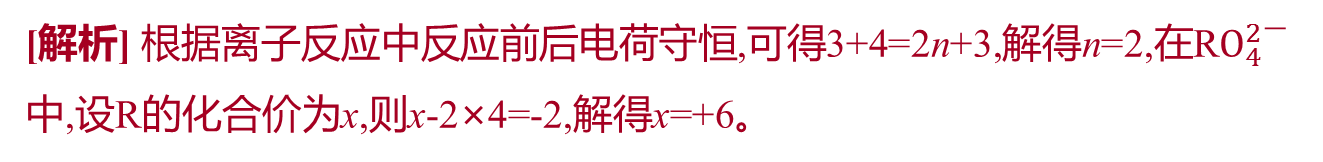 [解析] 根据离子反应中反应前后电荷守恒,可得3+4=2n+3,解得n=2,在RO₄²⁻
中,设R的化合价为x,则x-2×4=-2,解得x=+6。